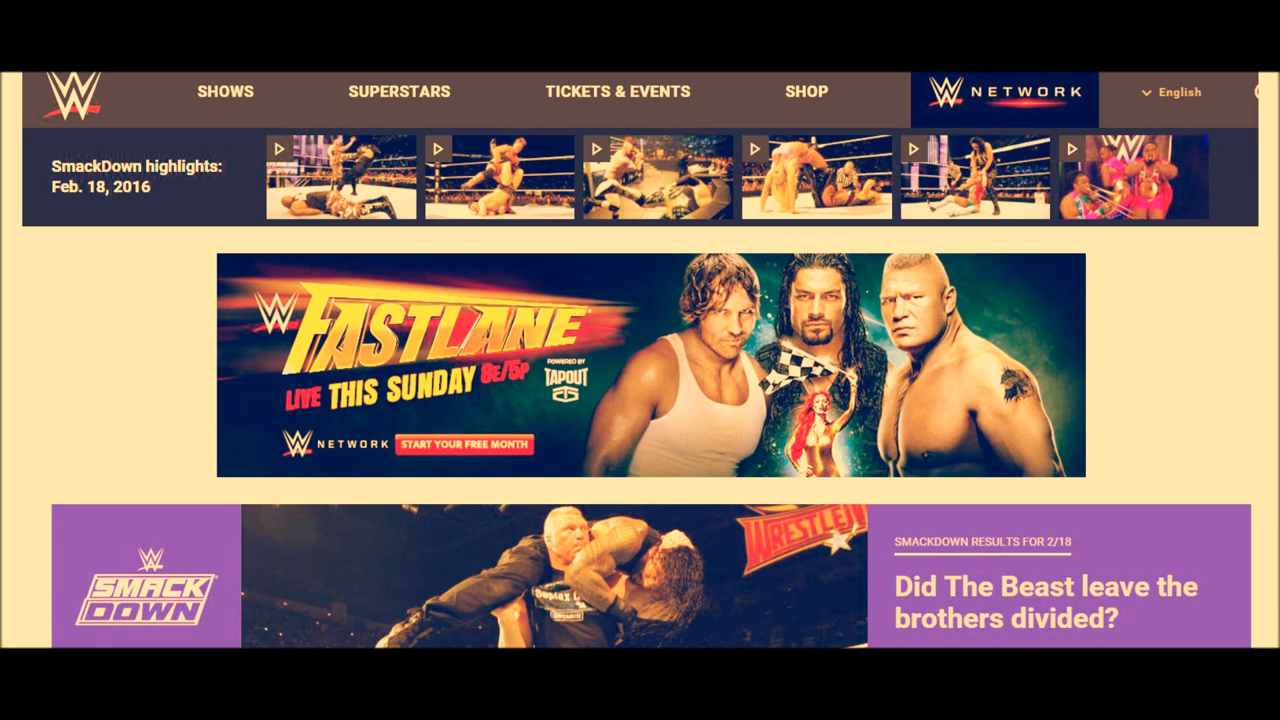 W
SHOWS
SUPERSTARS
TICKETS & EVENTS
SHOP
W NETWORK
English
SmackDown highlights:
Feb. 18, 2016
W
W FASTLANE
LIVE THIS SUNDAY 8E/5P
POWERED BY
TAPOUT
W NETWORK
START YOUR FREE MONTH
W
SMACK
DOWN
WRESTLEM
SMACKDOWN RESULTS FOR 2/18
Did The Beast leave the
brothers divided?